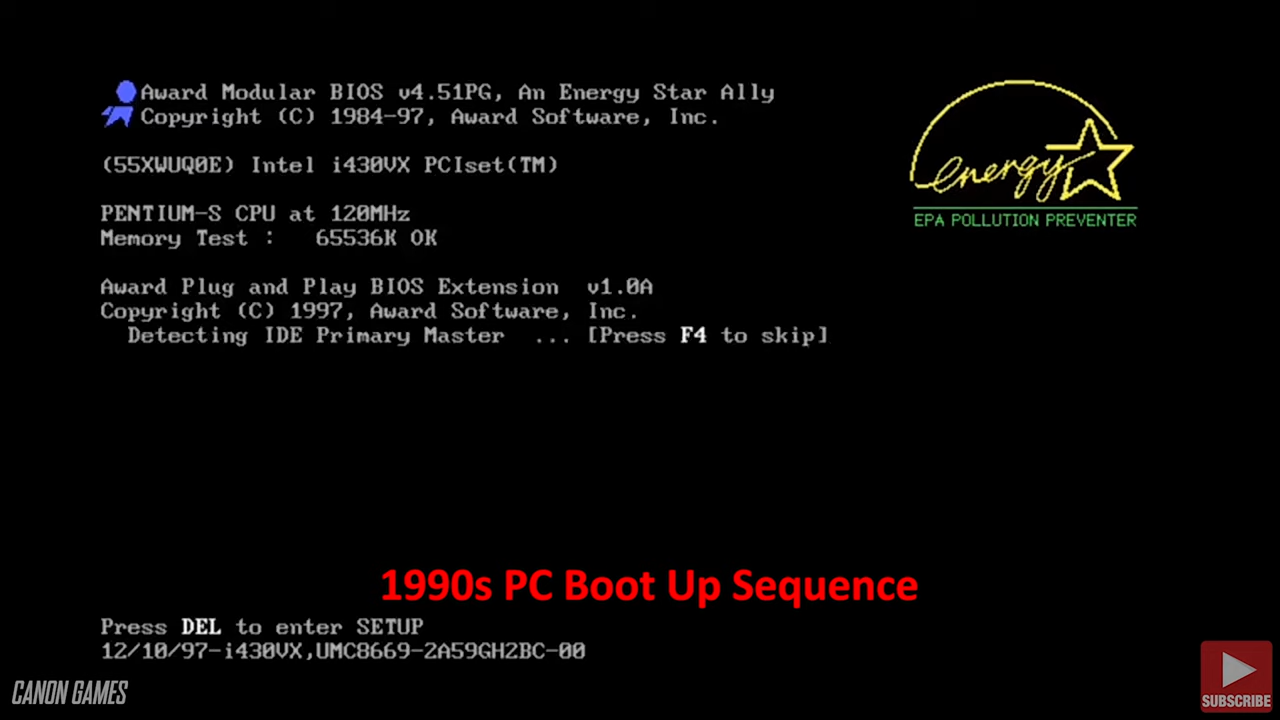 Award Modular BIOS v4.51PG, An Energy Star Ally
Copyright (C) 1984-97, Award Software, Inc.
energy
EPA POLLUTION PREVENTER
(55XWUQ0E) Intel i430VX PCIset(TM)
PENTIUM-S CPU at 120MHz
Memory Test :   65536K OK
Award Plug and Play BIOS Extension  v1.0A
Copyright (C) 1997, Award Software, Inc.
Detecting IDE Primary Master  ... [Press F4 to skip]
1990s PC Boot Up Sequence
Press DEL to enter SETUP
12/10/97-i430VX,UMC8669-2A59GH2BC-00
CANON GAMES
SUBSCRIBE